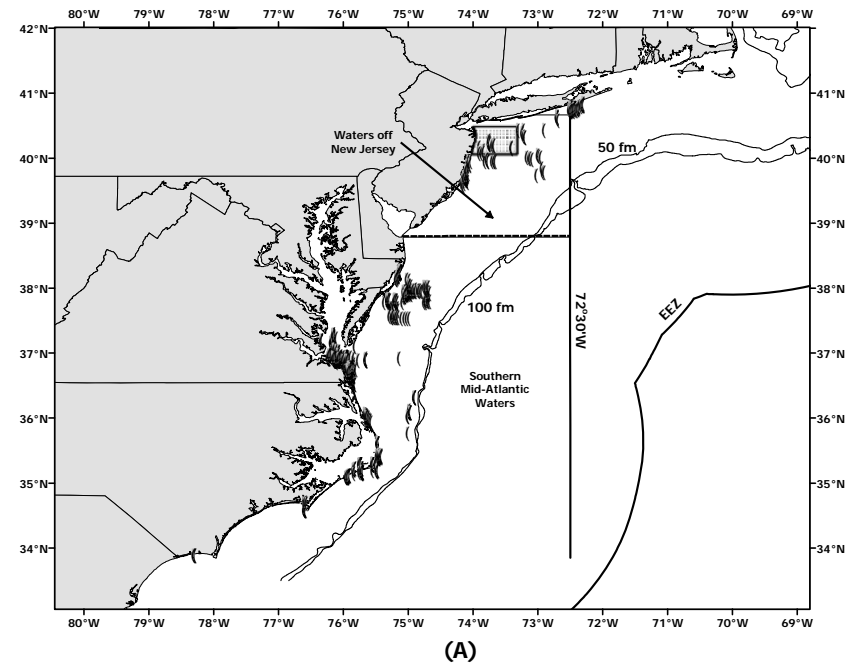 80°W 79°W 78°W 77°W 76°W 75°W 74°W 73°W 72°W 71°W 70°W 69°W
42°N 42°N
41°N 41°N
Waters off
New Jersey
50 fm
40°N 40°N
39°N 39°N
38°N 38°N
100 fm
72°30'W
EEZ
37°N 37°N
Southern
Mid-Atlantic
Waters
36°N 36°N
35°N 35°N
34°N 34°N
80°W 79°W 78°W 77°W 76°W 75°W 74°W 73°W 72°W 71°W 70°W 69°W
(A)